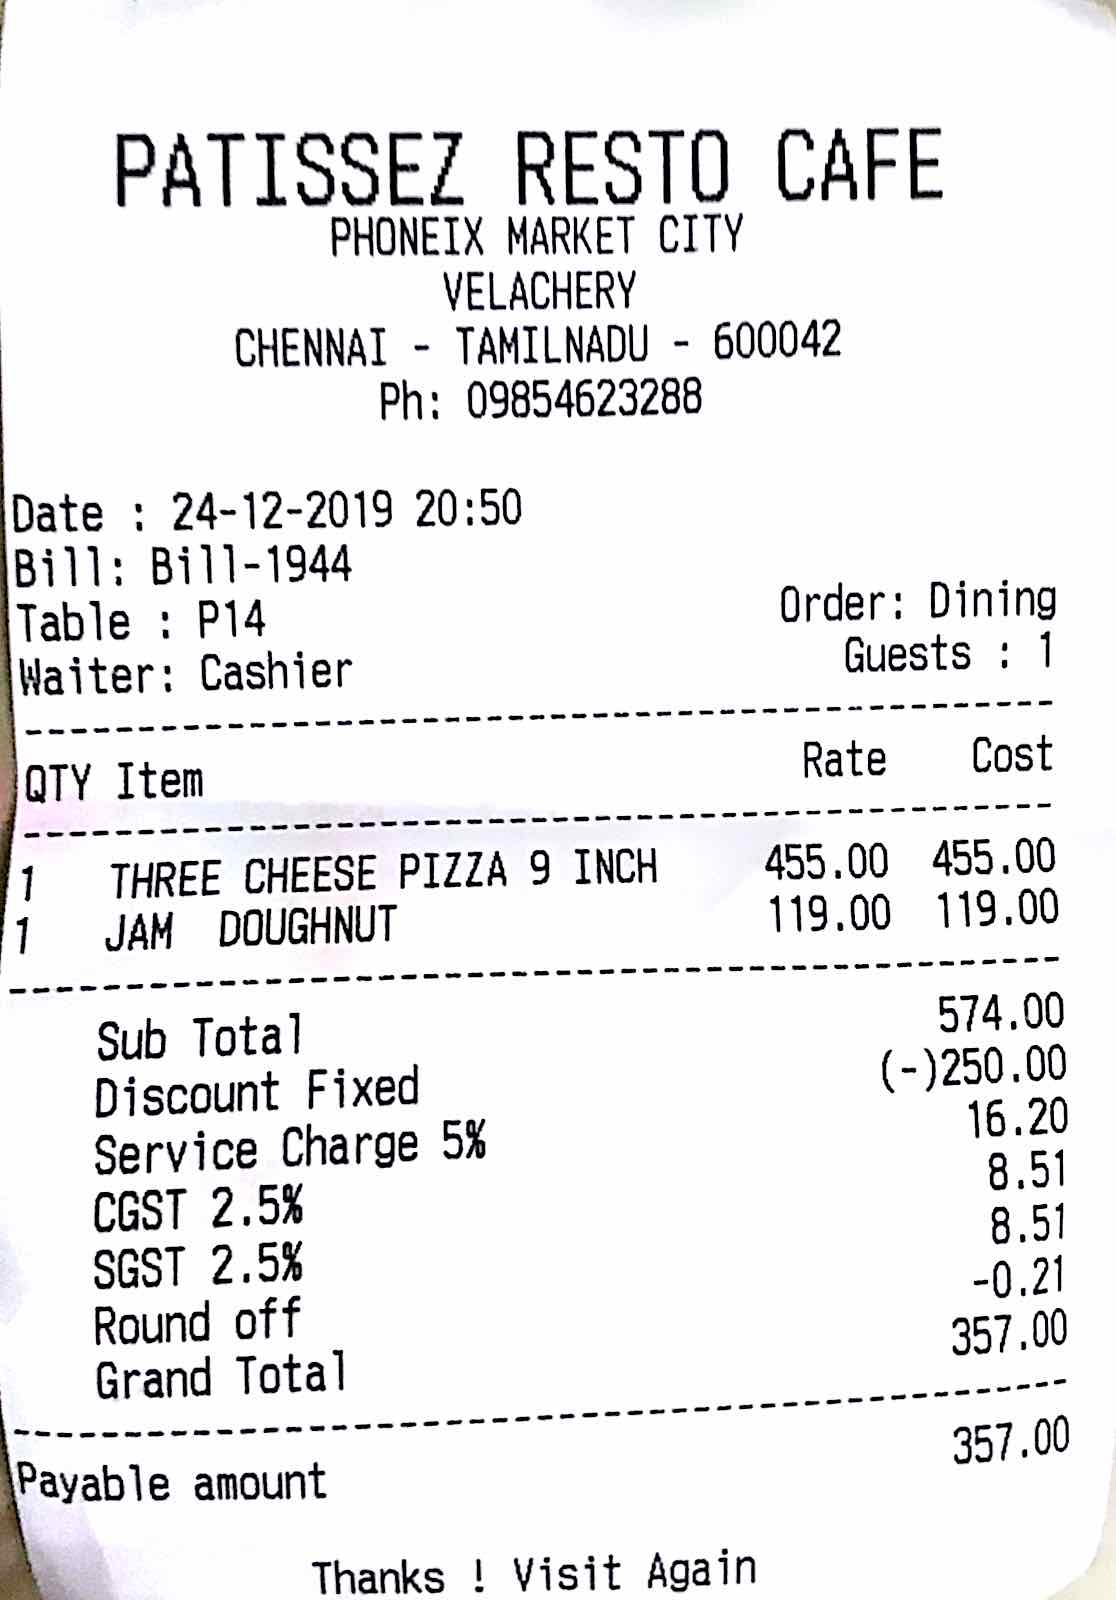 PATISSEZ RESTO CAFE
PHONEIX MARKET CITY
VELACHERY
CHENNAI - TAMILNADU - 600042
Ph: 09854623288
Date : 24-12-2019 20:50
Bill: Bill-1944
Table : P14 Order: Dining
Waiter: Cashier Guests : 1
QTY Item Rate Cost
1 THREE CHEESE PIZZA 9 INCH 455.00 455.00
1 JAM DOUGHNUT 119.00 119.00
Sub Total 574.00
Discount Fixed (-)250.00
Service Charge 5% 16.20
CGST 2.5% 8.51
SGST 2.5% 8.51
Round off -0.21
Grand Total 357.00
Payable amount 357.00
Thanks ! Visit Again